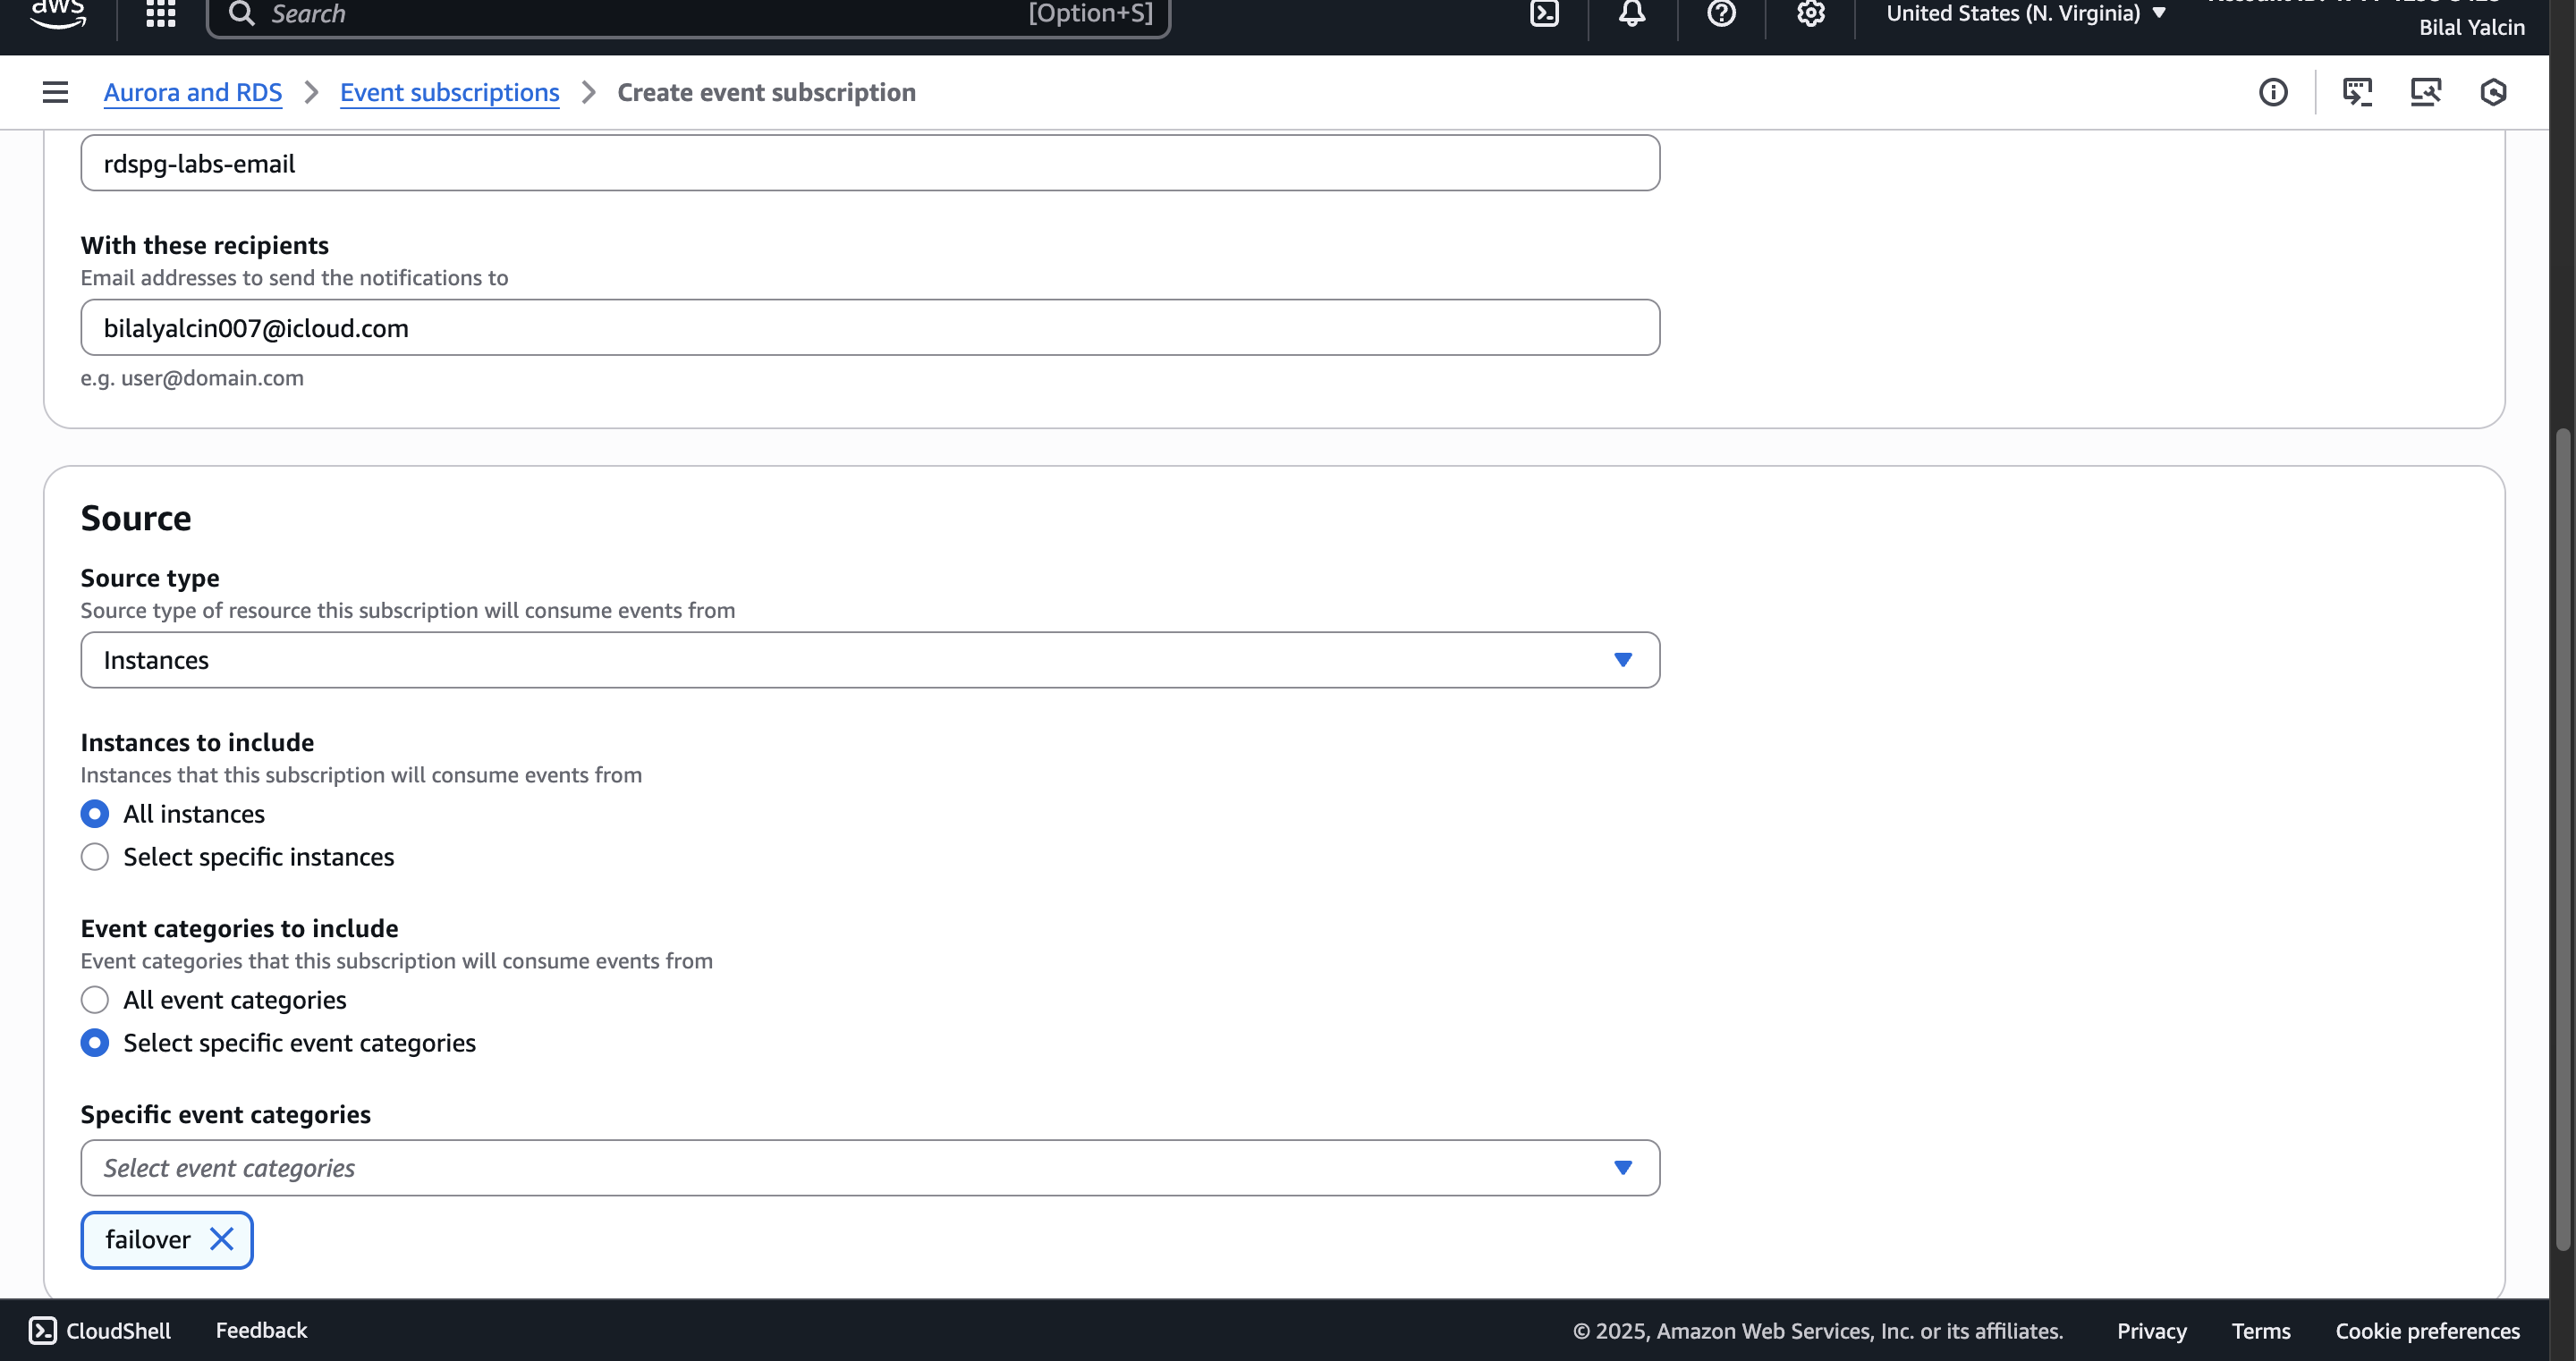 aws
Search
[Option+S]
United States (N. Virginia)
Bilal Yalcin
Aurora and RDS
Event subscriptions
Create event subscription
rdspg-labs-email
With these recipients
Email addresses to send the notifications to
bilalyalcin007@icloud.com
e.g. user@domain.com
Source
Source type
Source type of resource this subscription will consume events from
Instances
Instances to include
Instances that this subscription will consume events from
All instances
Select specific instances
Event categories to include
Event categories that this subscription will consume events from
All event categories
Select specific event categories
Specific event categories
Select event categories
failover
CloudShell
Feedback
© 2025, Amazon Web Services, Inc. or its affiliates.
Privacy
Terms
Cookie preferences